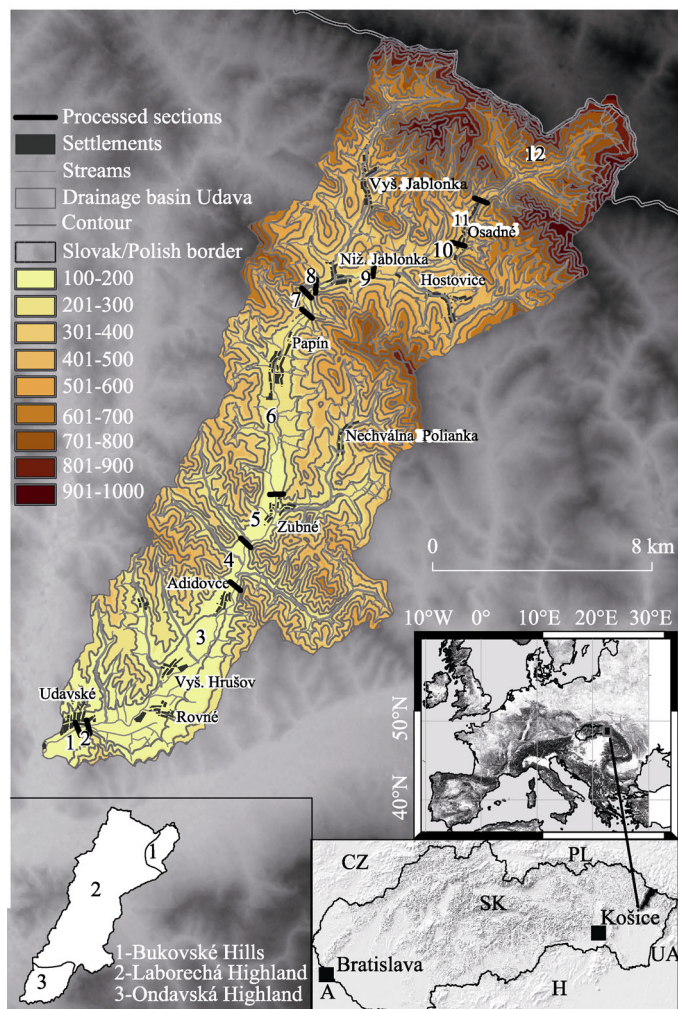 Processed sections
Settlements
Streams
Drainage basin Udava
Contour
Slovak/Polish border
100-200
201-300
301-400
401-500
501-600
601-700
701-800
801-900
901-1000
12
Vyš. Jablonka
11
Osadné
10
Niż. Jablonka
8
9
Hostovice
7
Papín
6
Nechválna Polianka
5
Zubné
4
Adidovce
3
Vyš. Hrušov
Udavské
Rovné
1
2
0
8 km
10°W
0°E
10°E
20°E
30°E
50°N
40°N
1
2
3
1-Bukovské Hills
2-Laborechá Highland
3-Ondavská Highland
CZ
PL
SK
Košice
UA
Bratislava
A
H